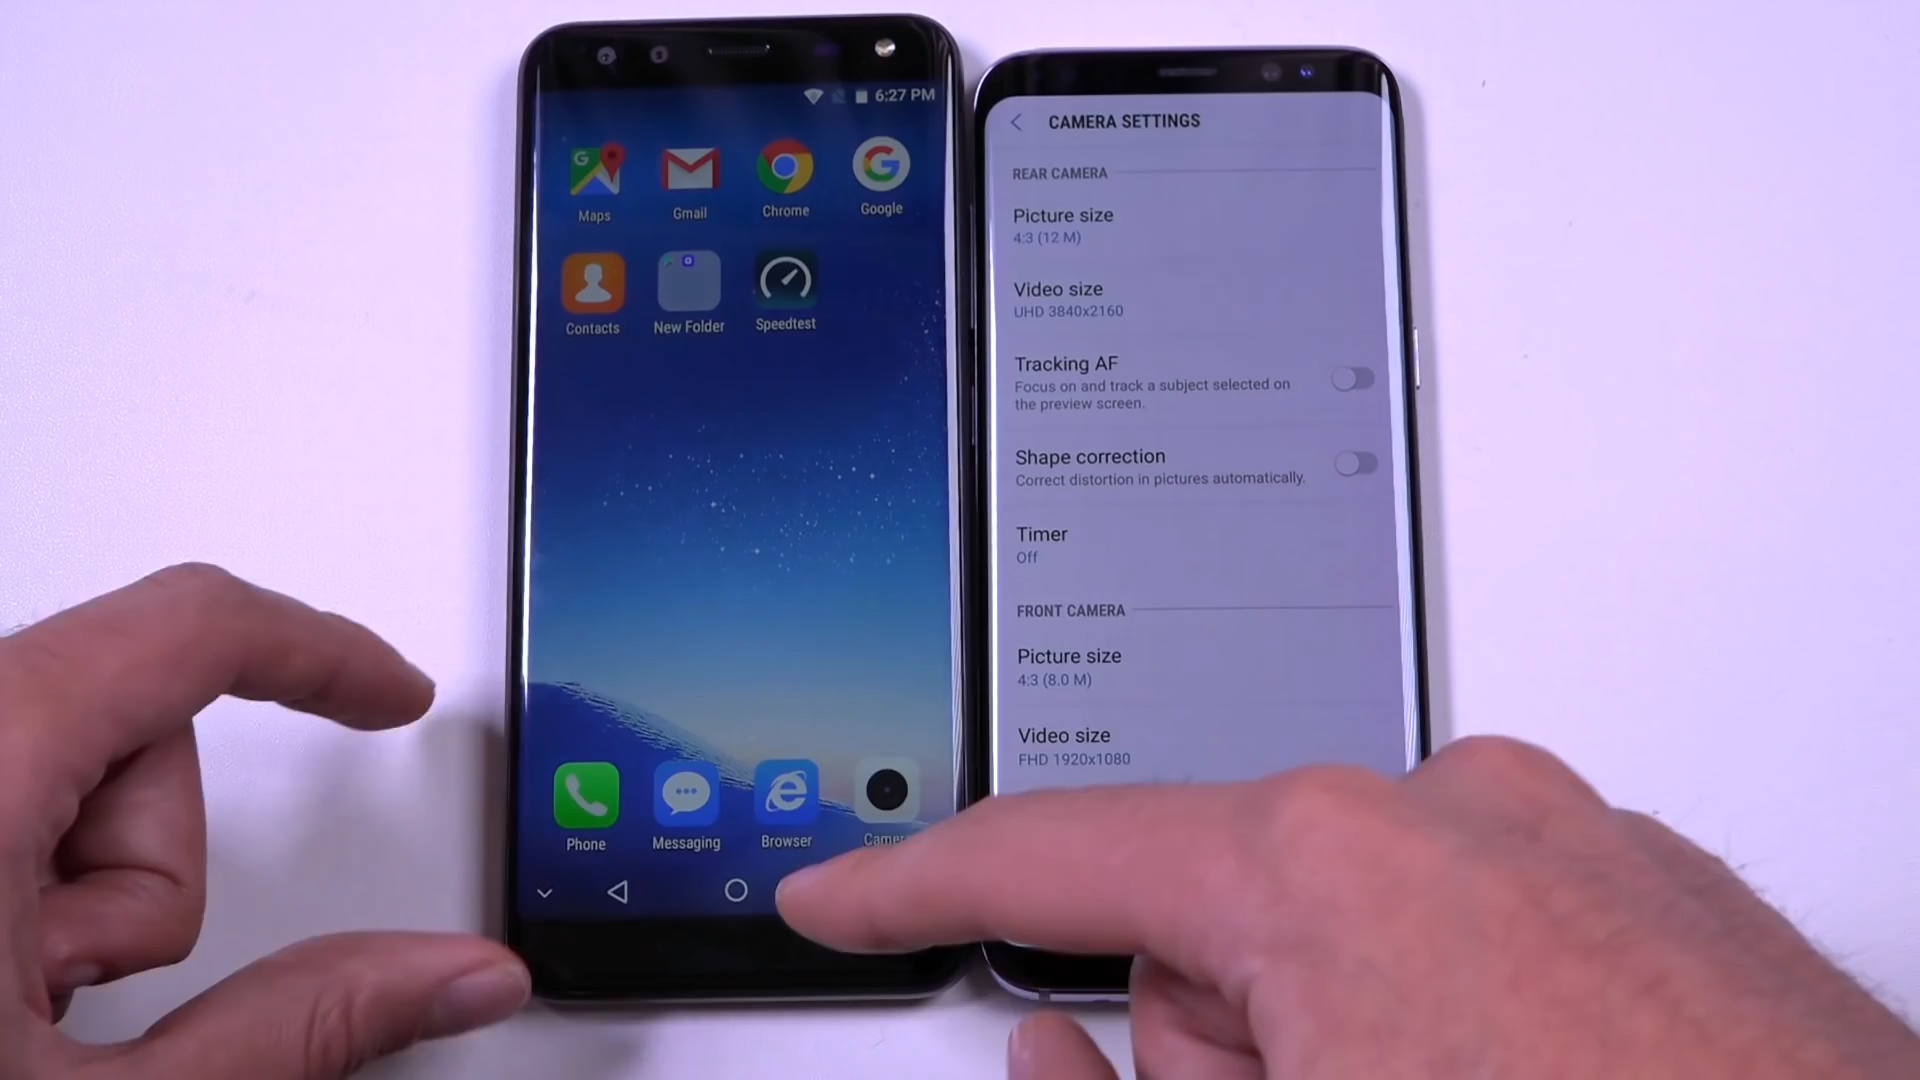 6:27 PM
Maps
Gmail
Chrome
Google
Contacts
New Folder
Speedtest
Phone
Messaging
Browser
Camer
CAMERA SETTINGS
REAR CAMERA
Picture size
4:3 (12 M)
Video size
UHD 3840x2160
Tracking AF
Focus on and track a subject selected on
the preview screen.
Shape correction
Correct distortion in pictures automatically.
Timer
Off
FRONT CAMERA
Picture size
4:3 (8.0 M)
Video size
FHD 1920x1080